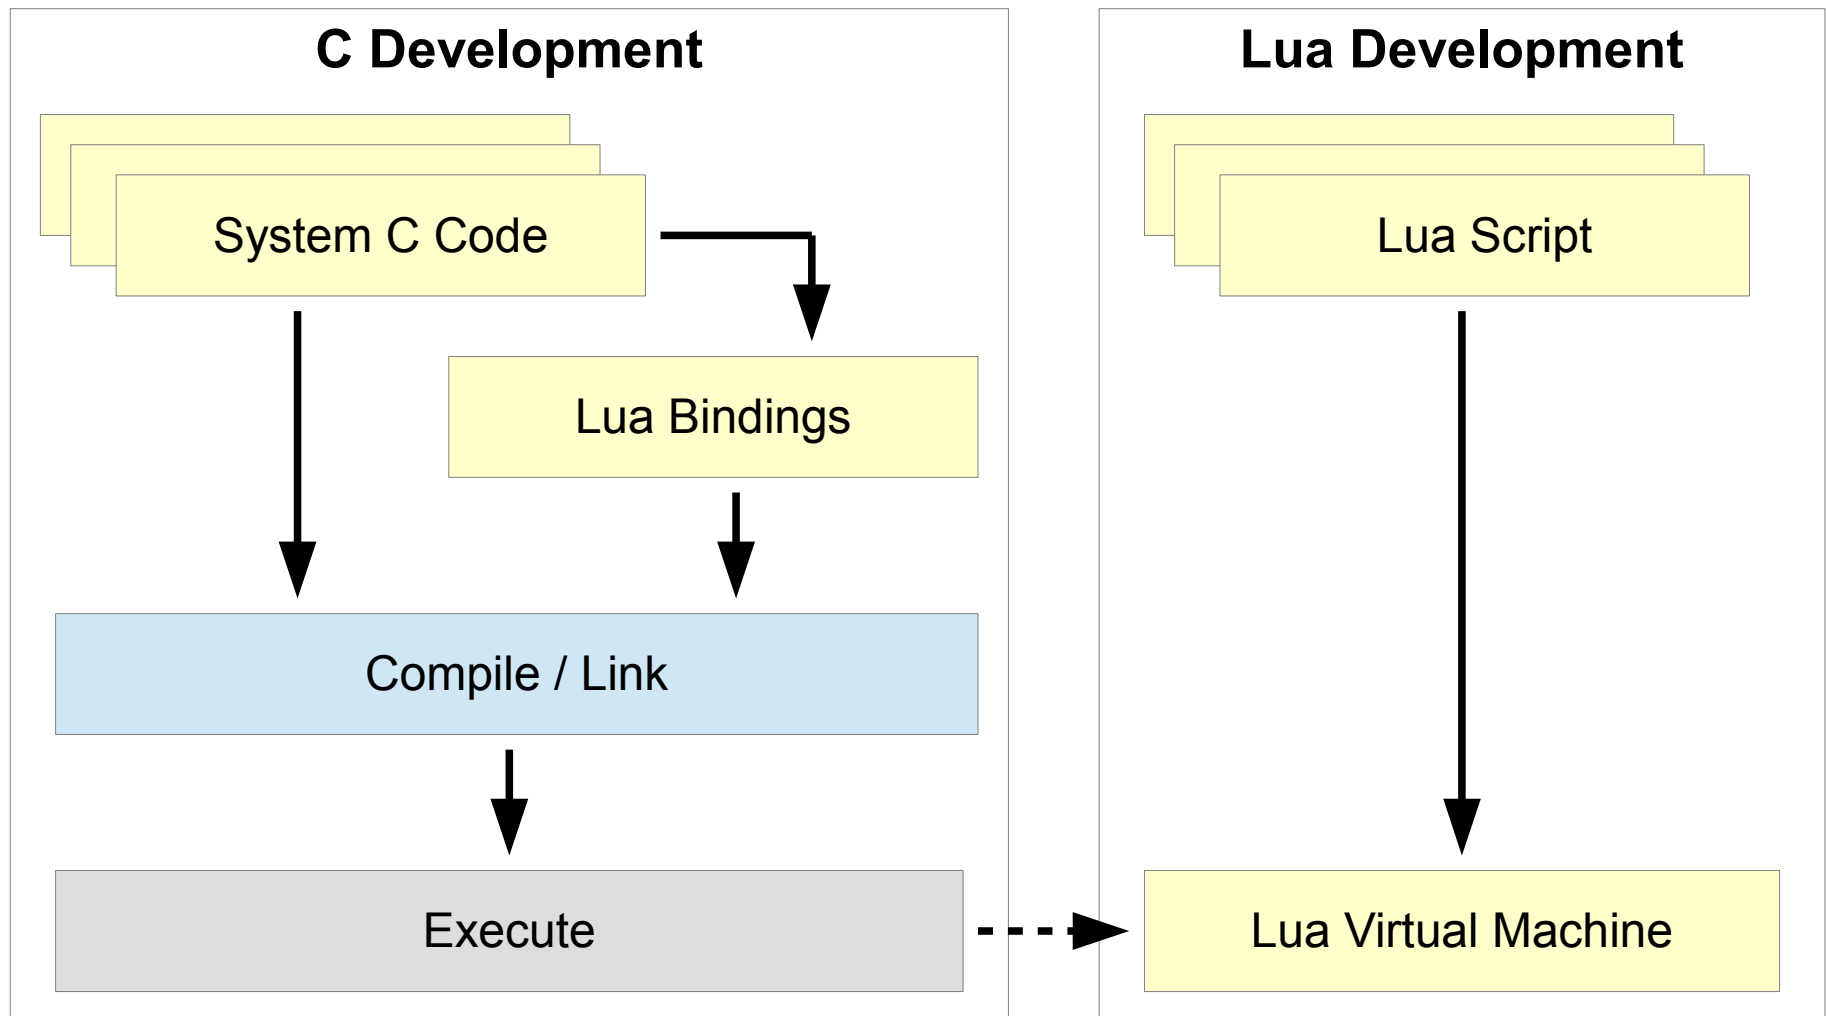 C Development
System C Code
Lua Bindings
Compile / Link
Execute
Lua Development
Lua Script
Lua Virtual Machine